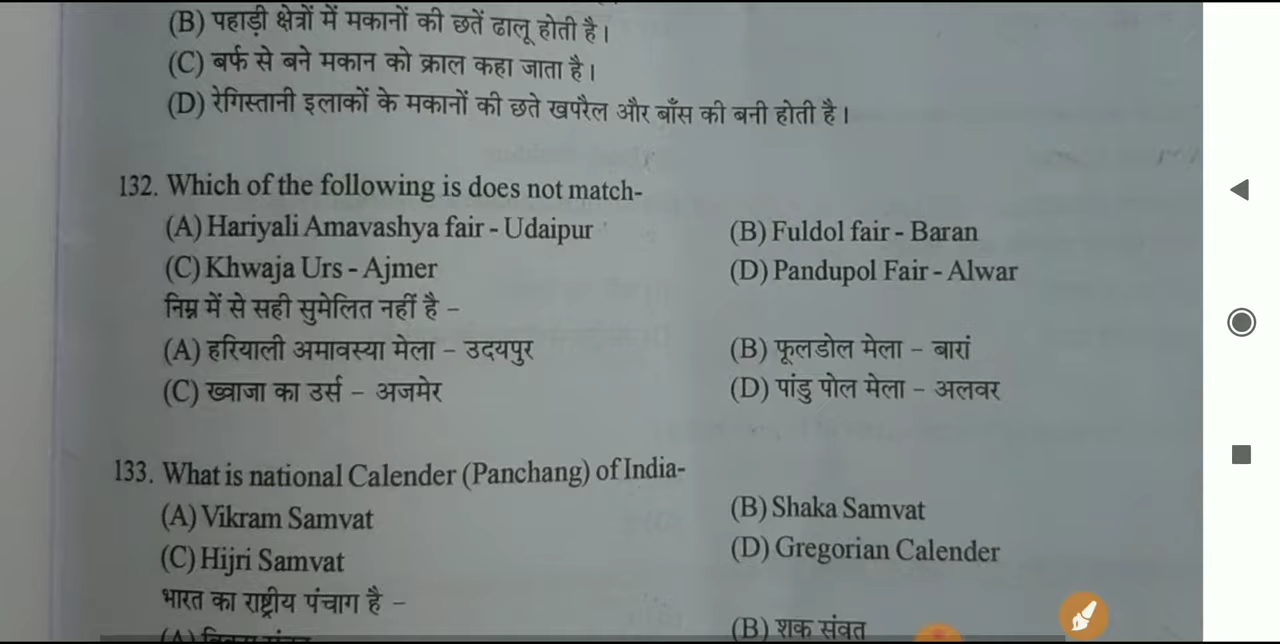 (B) पहाड़ी क्षेत्रों में मकानों की छतें ढालू होती है।
(C) बर्फ से बने मकान को क्राल कहा जाता है।
(D) रेगिस्तानी इलाकों के मकानों की छते खपरैल और बाँस की बनी होती है।
132. Which of the following is does not match-
(A) Hariyali Amavashya fair - Udaipur (B) Fuldol fair - Baran
(C) Khwaja Urs - Ajmer (D) Pandupol Fair - Alwar
निम्न में से सही सुमेलित नहीं है –
(A) हरियाली अमावस्या मेला – उदयपुर (B) फूलडोल मेला – बारां
(C) ख्वाजा का उर्स – अजमेर (D) पांडु पोल मेला – अलवर
133. What is national Calender (Panchang) of India-
(A) Vikram Samvat (B) Shaka Samvat
(C) Hijri Samvat (D) Gregorian Calender
भारत का राष्ट्रीय पंचाग है –
(A) (B) शक संवत